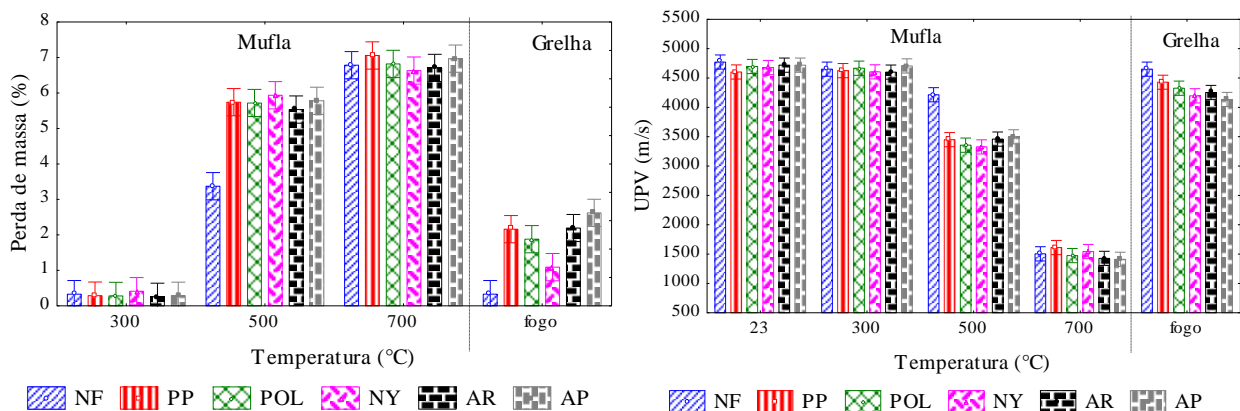 8
7
6
5
4
3
2
1
0
Perda de massa (%)
Mufla
Grelha
300
500
700
fogo
Temperatura (°C)
NF
PP
POL
NY
AR
AP
5500
5000
4500
4000
3500
3000
2500
2000
1500
1000
500
UPV (m/s)
Mufla
Grelha
23
300
500
700
fogo
Temperatura (°C)
NF
PP
POL
NY
AR
AP